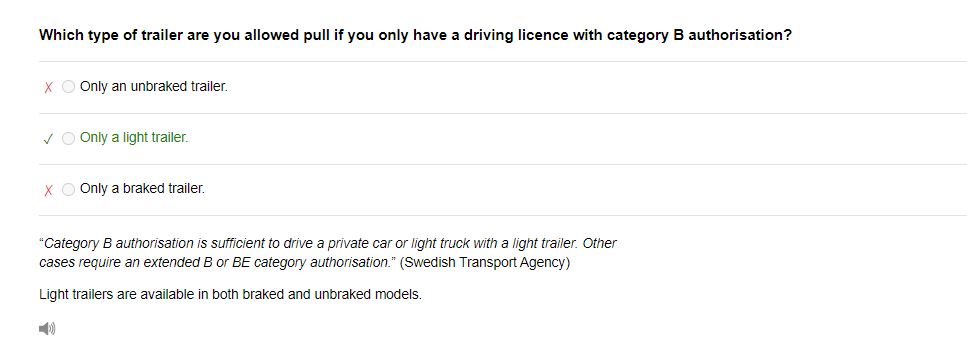 Which type of trailer are you allowed pull if you only have a driving licence with category B authorisation?
X Only an unbraked trailer.
✓ Only a light trailer.
X Only a braked trailer.
“Category B authorisation is sufficient to drive a private car or light truck with a light trailer. Other
cases require an extended B or BE category authorisation.” (Swedish Transport Agency)
Light trailers are available in both braked and unbraked models.